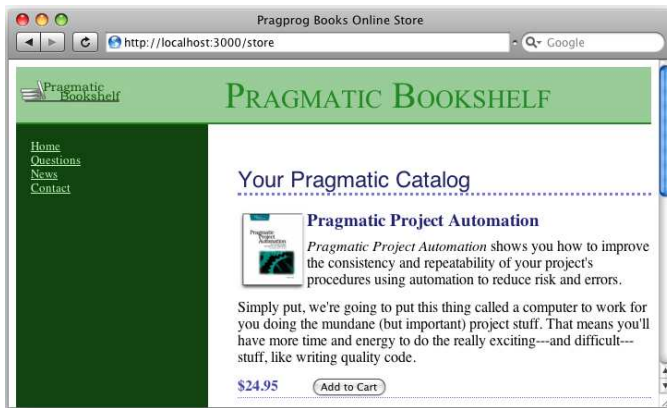 Pragprog Books Online Store
http://localhost:3000/store
Google
Pragmatic
Bookshelf
PRAGMATIC BOOKSHELF
Home
Questions
News
Contact
Your Pragmatic Catalog
Pragmatic
Project
Automation
Pragmatic Project Automation
Pragmatic Project Automation shows you how to improve
the consistency and repeatability of your project's
procedures using automation to reduce risk and errors.
Simply put, we're going to put this thing called a computer to work for
you doing the mundane (but important) project stuff. That means you'll
have more time and energy to do the really exciting---and difficult---
stuff, like writing quality code.
$24.95 Add to Cart